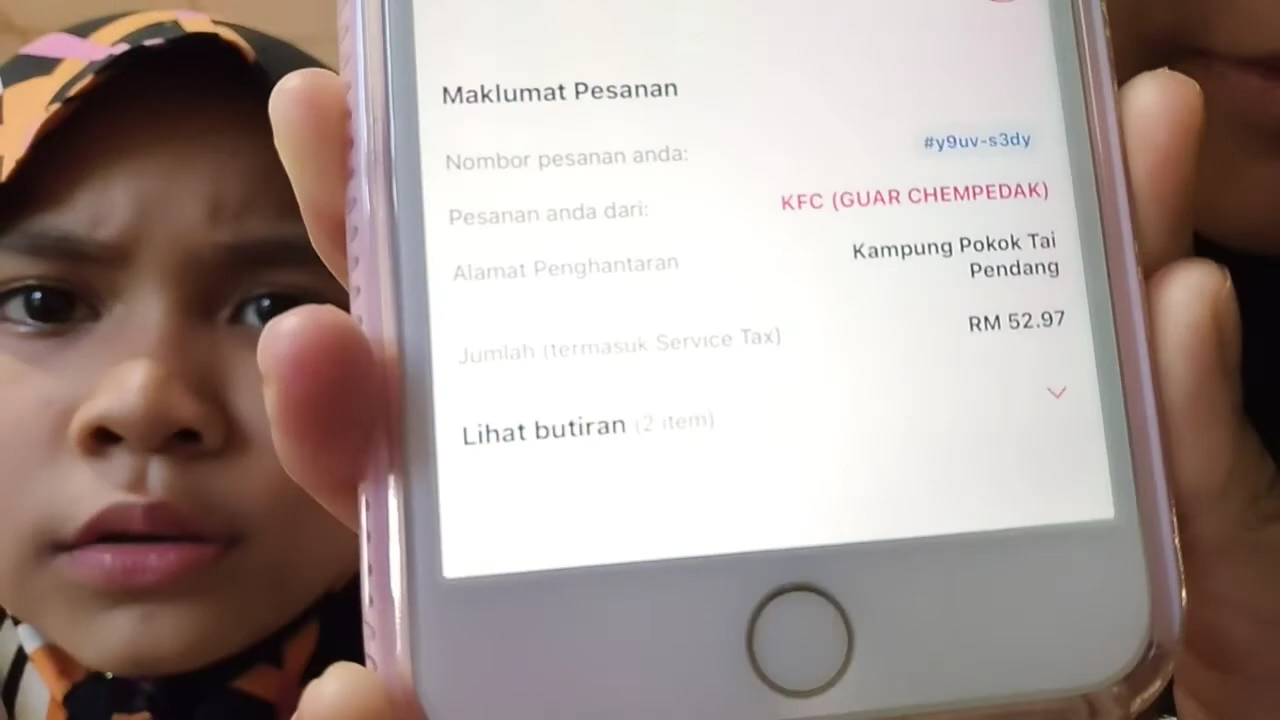 Maklumat Pesanan
Nombor pesanan anda: #y9uv-s3dy
Pesanan anda dari: KFC (GUAR CHEMPEDAK)
Alamat Penghantaran Kampung Pokok Tai
Pendang
Jumlah (termasuk Service Tax) RM 52.97
Lihat butiran (2 item)